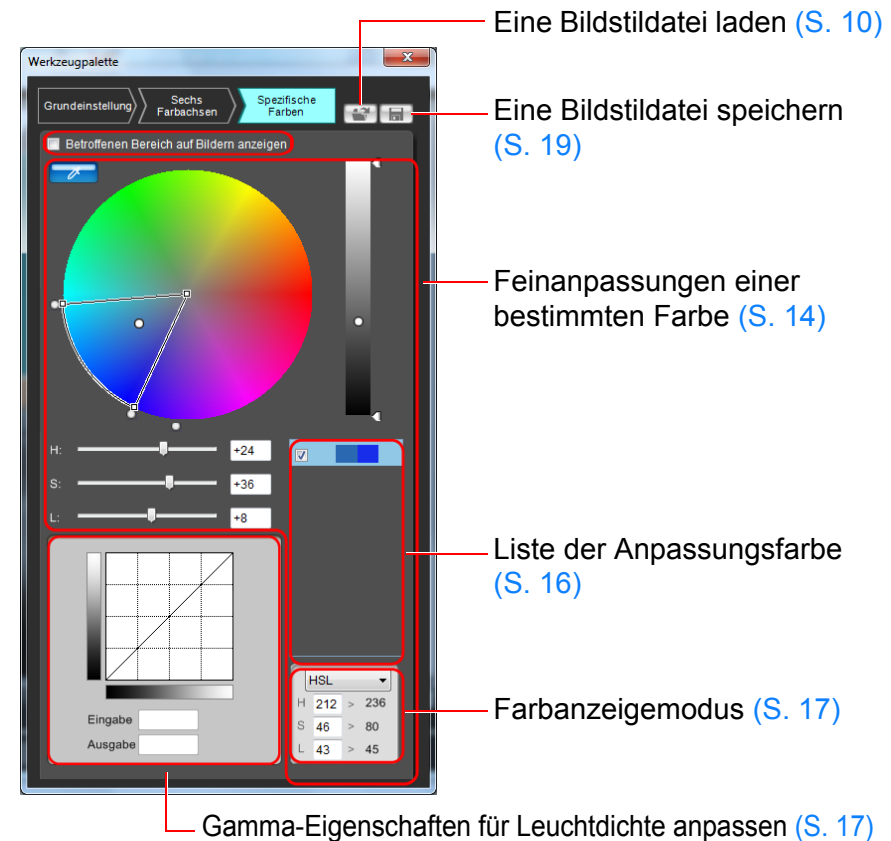 Eine Bildstildatei laden (S. 10)
Werkzeugpalette
Grundeinstellung
Sechs
Farbachsen
Spezifische
Farben
Eine Bildstildatei speichern
(S. 19)
Betroffenen Bereich auf Bildern anzeigen
Feinanpassungen einer
bestimmten Farbe (S. 14)
H: +24
S: +36
L: +8
Liste der Anpassungsfarbe
(S. 16)
HSL
H 212 > 236
S 46 > 80
L 43 > 45
Farbanzeigemodus (S. 17)
Eingabe
Ausgabe
Gamma-Eigenschaften für Leuchtdichte anpassen (S. 17)